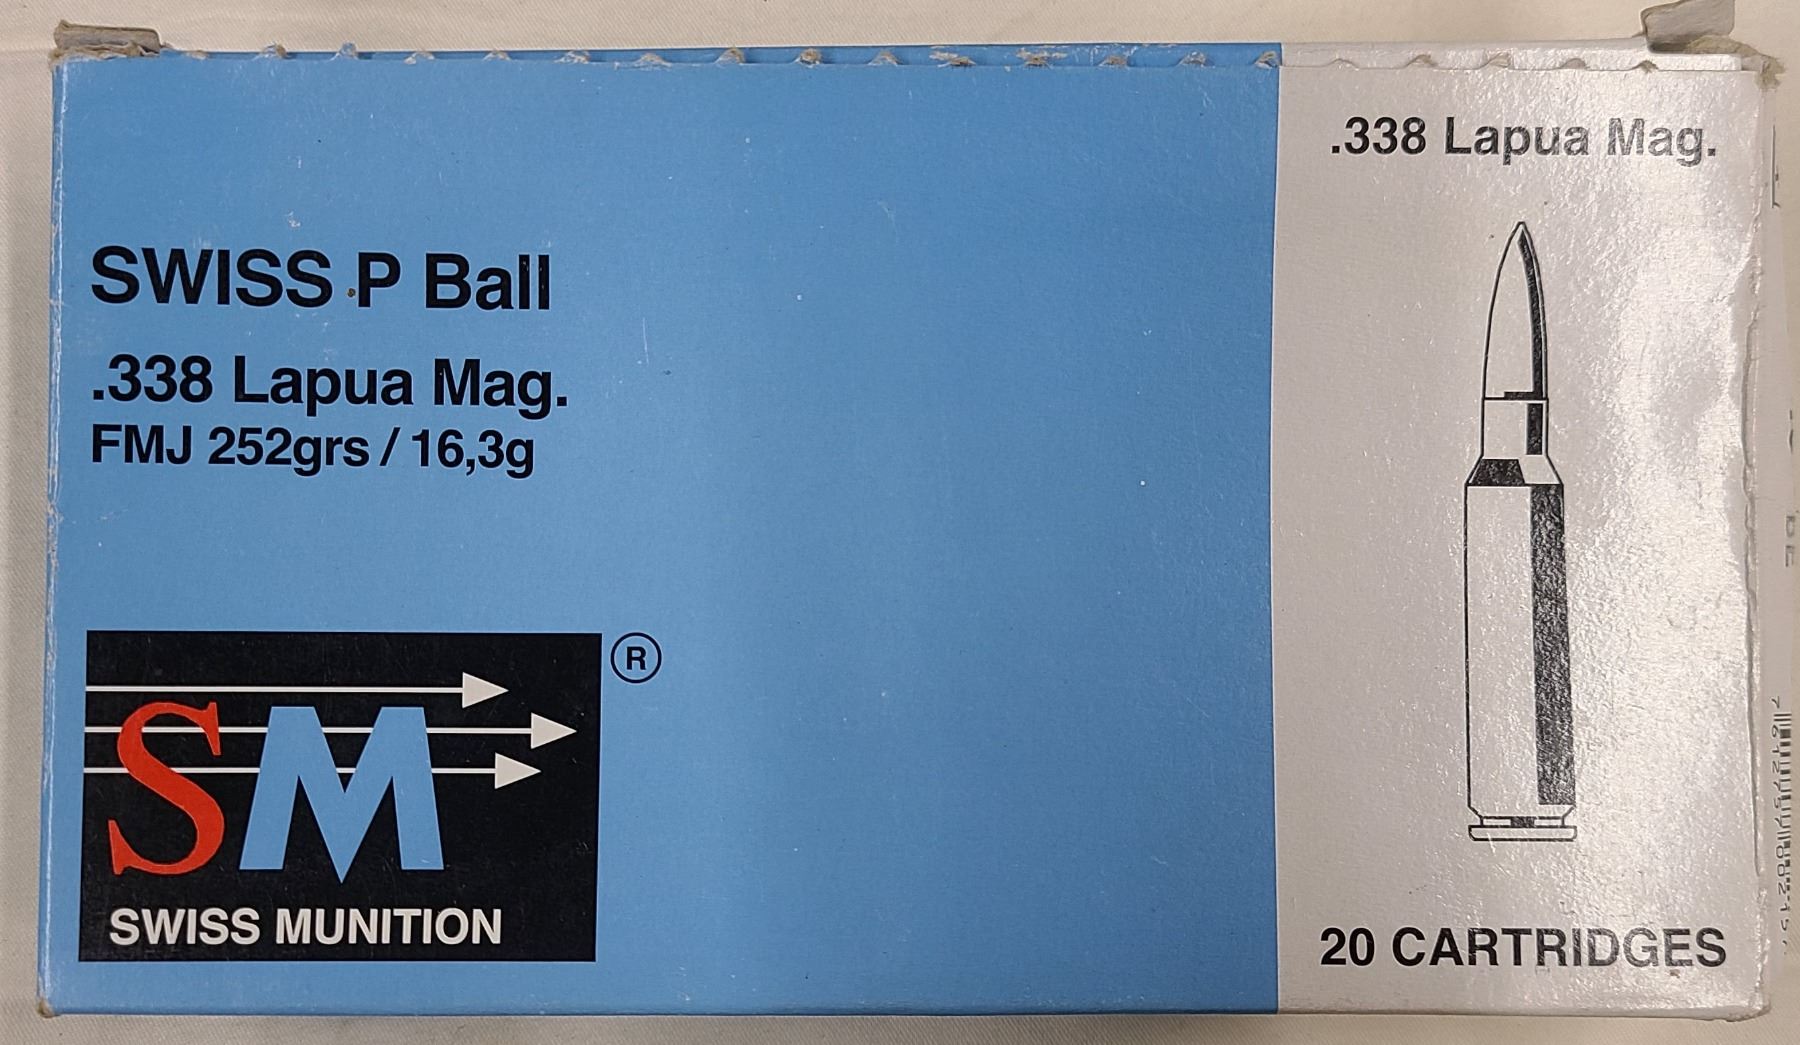 SWISS P Ball
.338 Lapua Mag.
FMJ 252grs / 16,3g
SM
®
SWISS MUNITION
.338 Lapua Mag.
20 CARTRIDGES